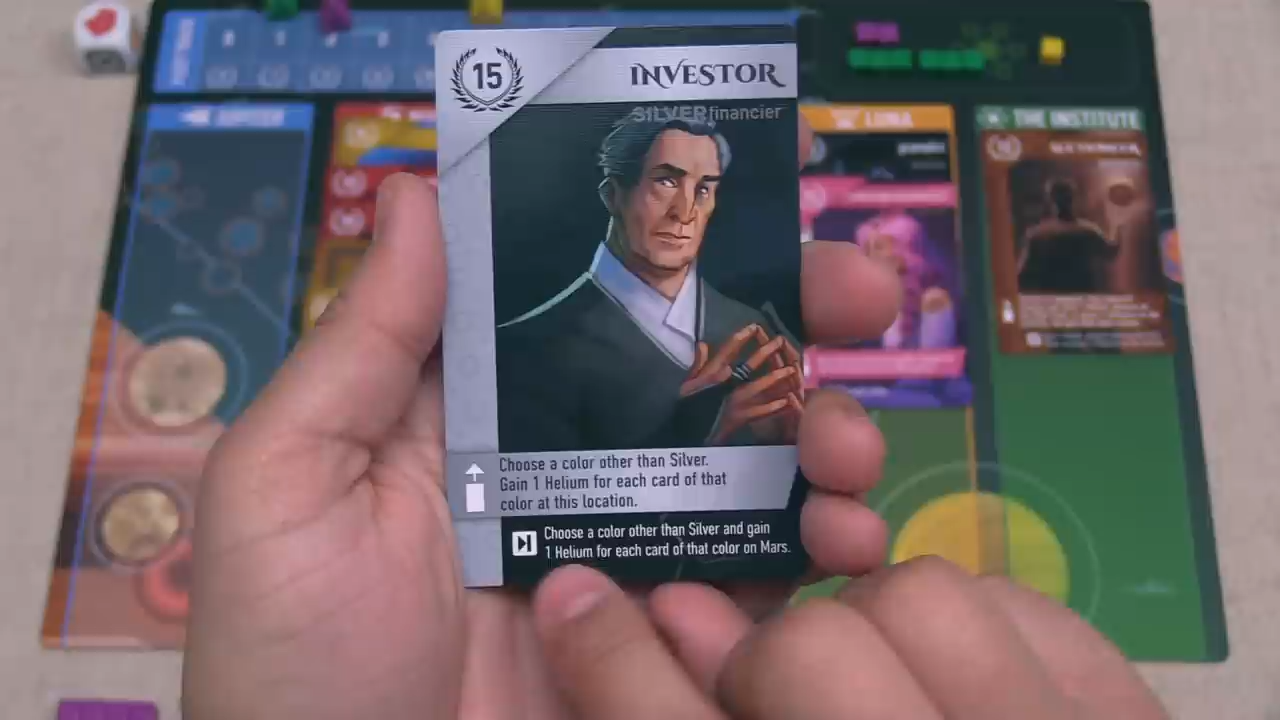 15
INVESTOR
SILVER financier
JUPITER
LUNA
THE INSTITUTE
Choose a color other than Silver.
Gain 1 Helium for each card of that
color at this location.
Choose a color other than Silver and gain
1 Helium for each card of that color on Mars.